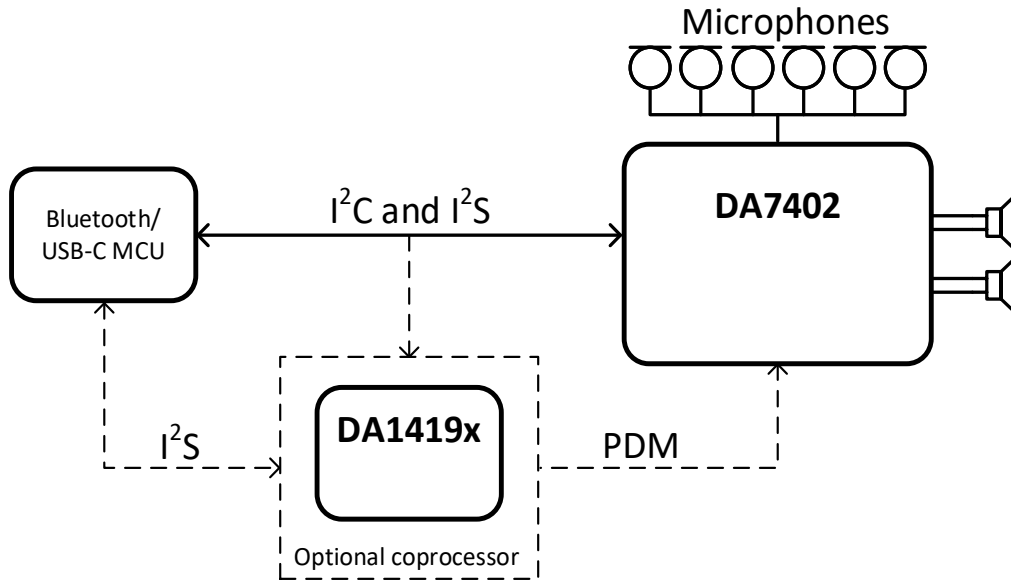 Microphones
DA7402
I²C and I²S
Bluetooth/
USB-C MCU
DA1419x
I²S
PDM
Optional coprocessor